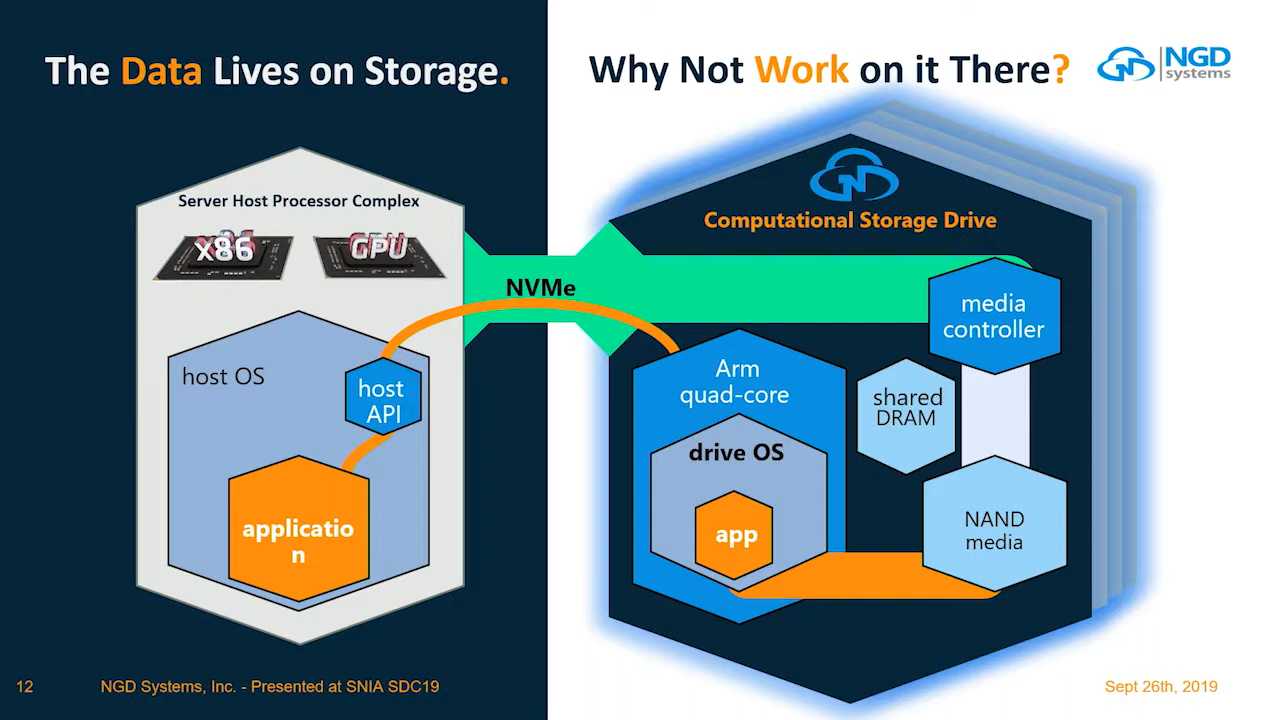 The Data Lives on Storage.
Why Not Work on it There?
NGD
systems
Server Host Processor Complex
x86
GPU
host OS
host
API
applicatio
n
NVMe
Computational Storage Drive
media
controller
Arm
quad-core
shared
DRAM
drive OS
app
NAND
media
12
NGD Systems, Inc. - Presented at SNIA SDC19
Sept 26th, 2019